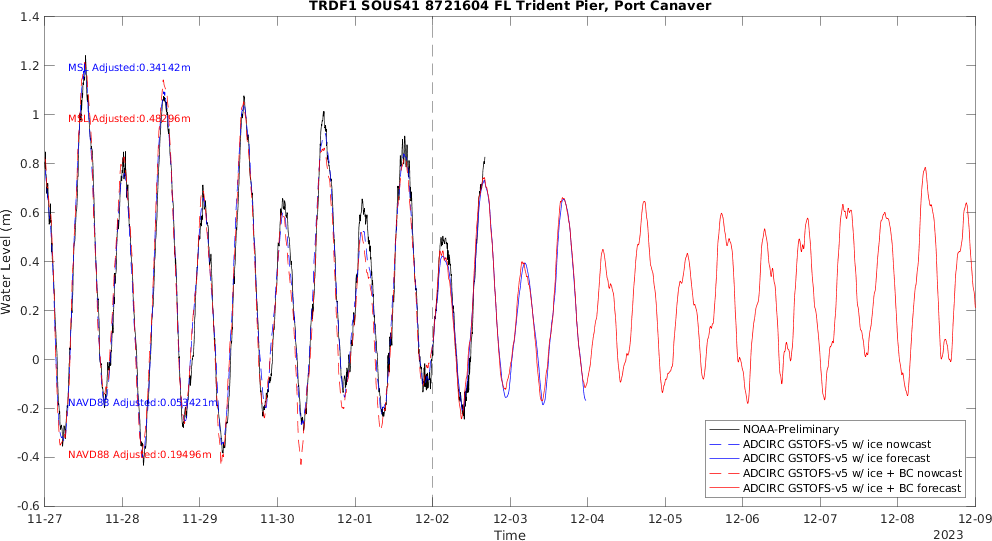 TRDF1 SOUS41 8721604 FL Trident Pier, Port Canaver
1.4
1.2
1
0.8
0.6
0.4
0.2
0
-0.2
-0.4
-0.6
Water Level (m)
MSL Adjusted:0.34142m
MSL Adjusted:0.48296m
NAVD88 Adjusted:0.053421m
NAVD88 Adjusted:0.19496m
NOAA-Preliminary
ADCIRC GSTOFS-v5 w/ ice nowcast
ADCIRC GSTOFS-v5 w/ ice forecast
ADCIRC GSTOFS-v5 w/ ice + BC nowcast
ADCIRC GSTOFS-v5 w/ ice + BC forecast
11-27 11-28 11-29 11-30 12-01 12-02 12-03 12-04 12-05 12-06 12-07 12-08 12-09
Time
2023